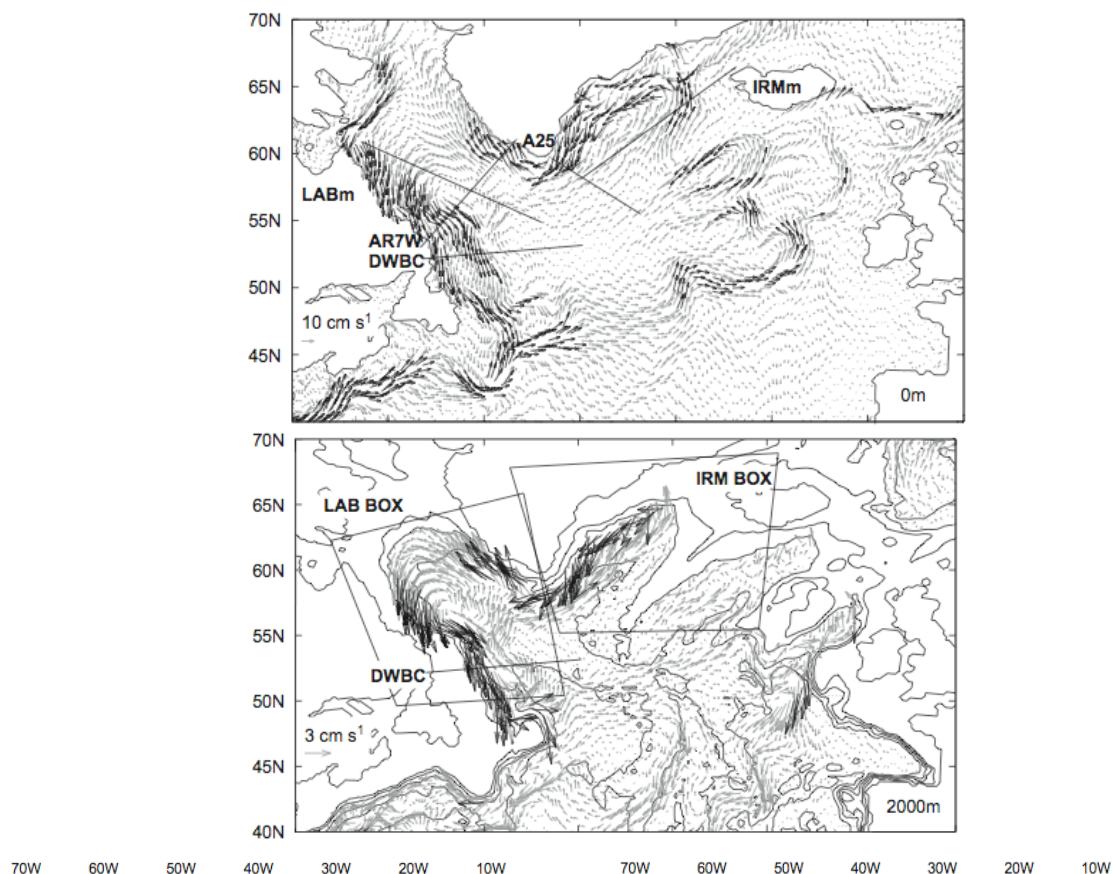 70N
65N
IRMm
A25
60N
LABm
55N
AR7W
DWBC
50N
10 cm s1
45N
0m
70N
IRM BOX
LAB BOX
65N
60N
55N
DWBC
50N
3 cm s1
45N
2000m
40N
70W 60W 50W 40W 30W 20W 10W 70W 60W 50W 40W 30W 20W 10W